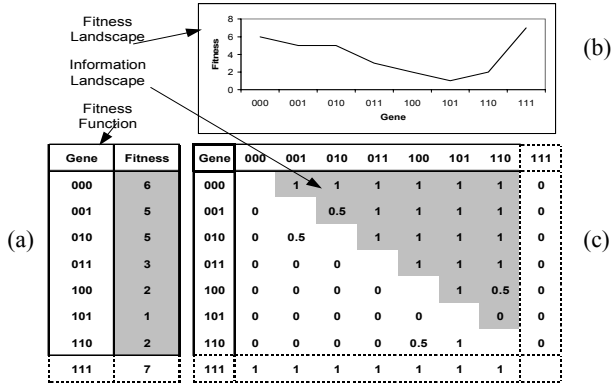 Fitness
Landscape
Information
Landscape
Fitness
Function
Fitness
8
6
4
2
0
000 001 010 011 100 101 110 111
Gene
(b)
(a)
Gene Fitness
000 6
001 5
010 5
011 3
100 2
101 1
110 2
111 7
Gene 000 001 010 011 100 101 110 111
000 1 1 1 1 1 1 0
001 0 0.5 1 1 1 1 0
010 0 0.5 1 1 1 1 0
011 0 0 0 1 1 1 0
100 0 0 0 0 1 0.5 0
101 0 0 0 0 0 0 0
110 0 0 0 0 0.5 1 0
111 1 1 1 1 1 1 1
(c)